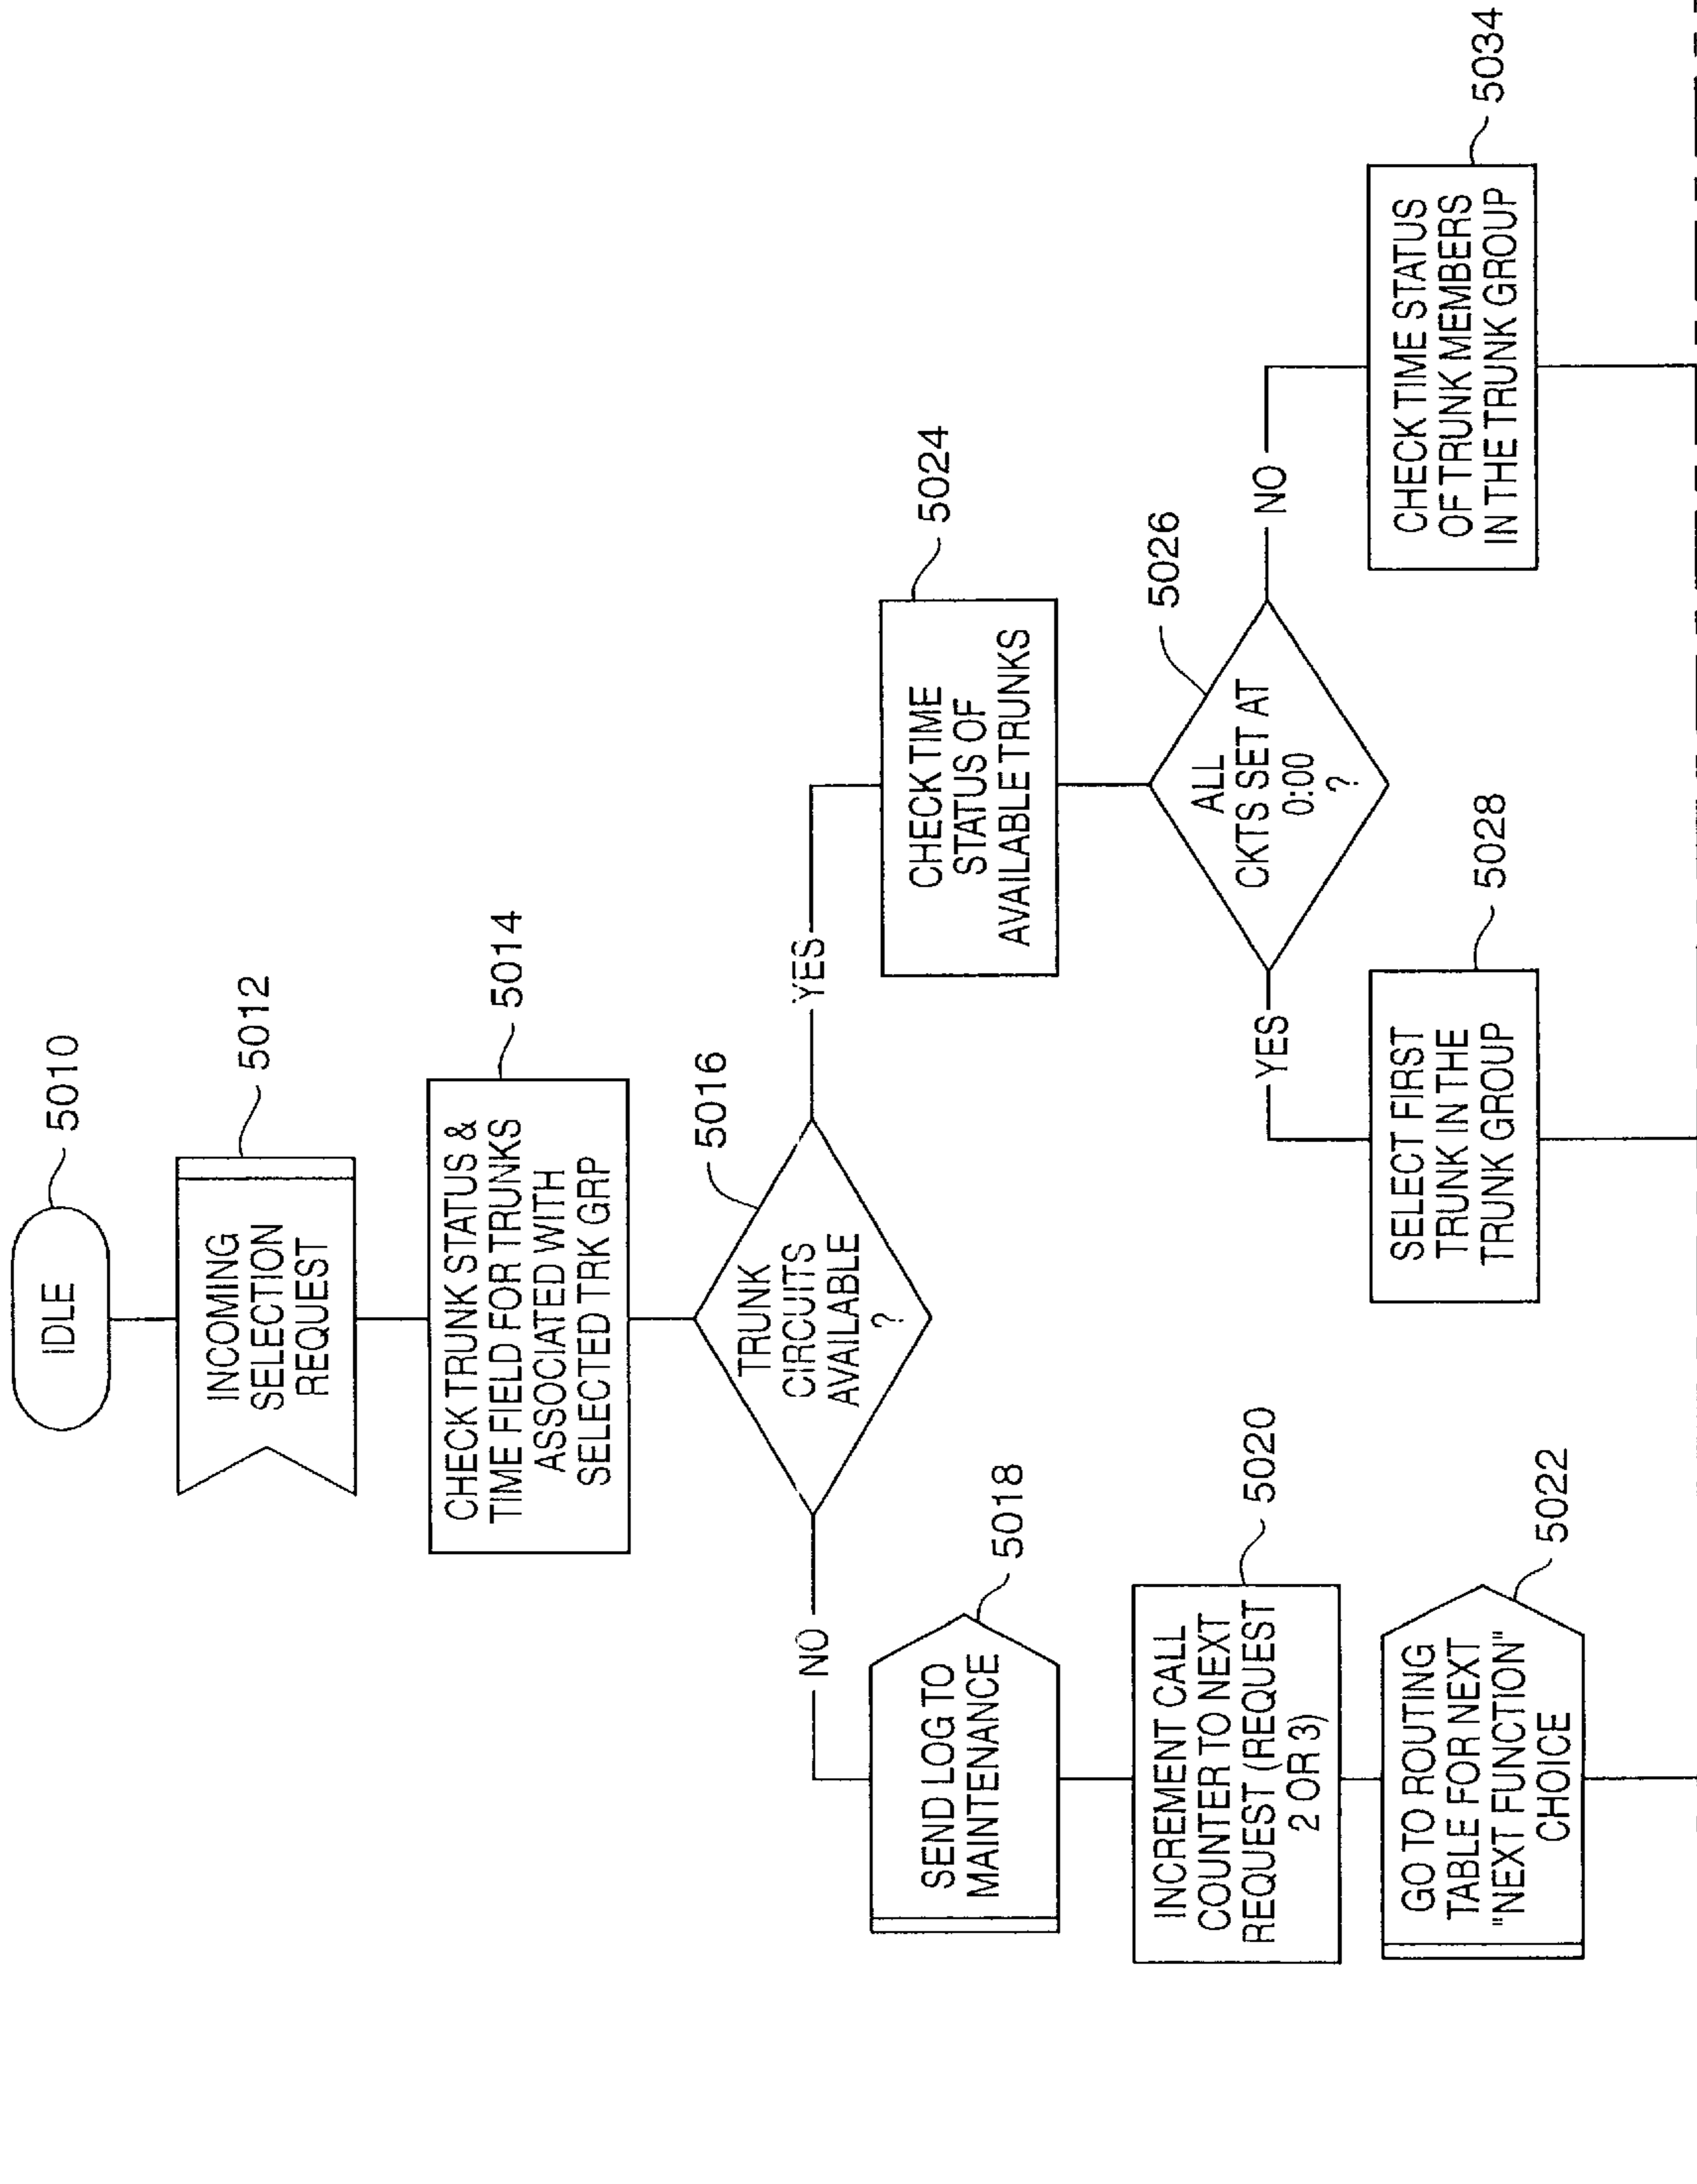 IDLE
5010
INCOMING
SELECTION
REQUEST
5012
CHECK TRUNK STATUS &
TIME FIELD FOR TRUNKS
ASSOCIATED WITH
SELECTED TRK GRP
5014
TRUNK
CIRCUITS
AVAILABLE
?
5016
NO
YES
SEND LOG TO
MAINTENANCE
5018
INCREMENT CALL
COUNTER TO NEXT
REQUEST (REQUEST
2 OR 3)
5020
GO TO ROUTING
TABLE FOR NEXT
"NEXT FUNCTION"
CHOICE
5022
CHECK TIME
STATUS OF
AVAILABLE TRUNKS
5024
ALL
CKTS SET AT
0:00
?
5026
YES
NO
SELECT FIRST
TRUNK IN THE
TRUNK GROUP
5028
CHECK TIME STATUS
OF TRUNK MEMBERS
IN THE TRUNK GROUP
5034